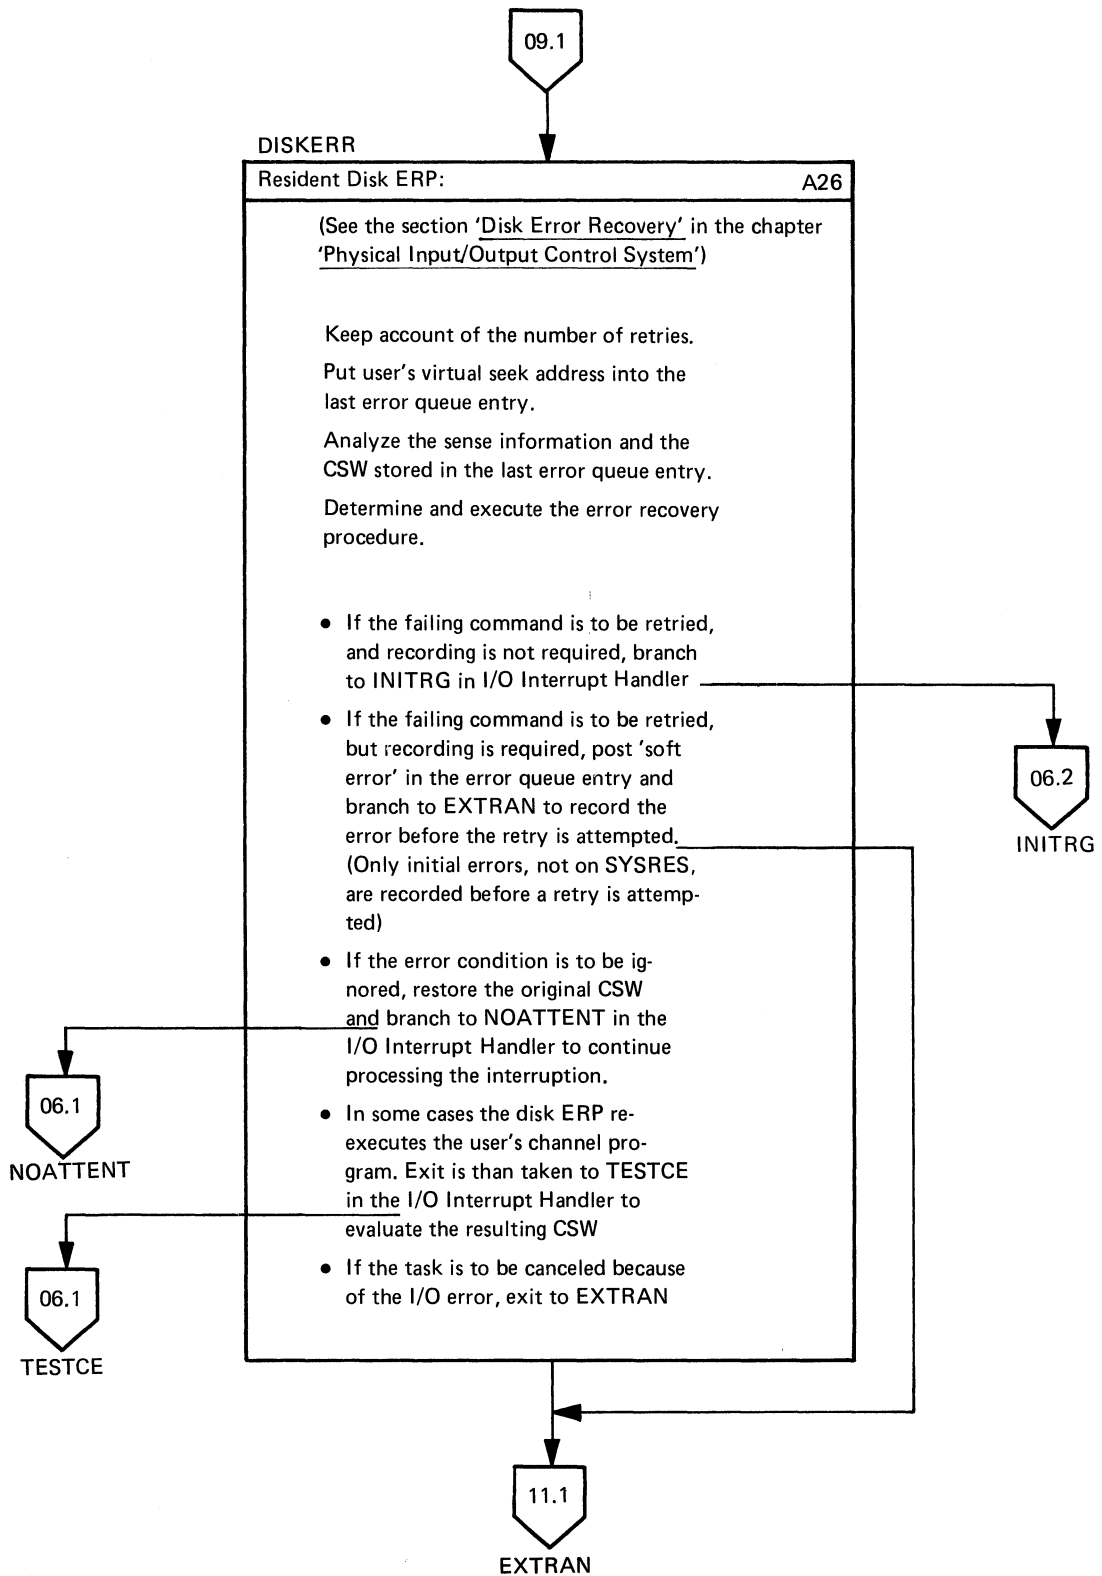 09.1
DISKERR
Resident Disk ERP: A26
(See the section 'Disk Error Recovery' in the chapter
'Physical Input/Output Control System')
Keep account of the number of retries.
Put user's virtual seek address into the
last error queue entry.
Analyze the sense information and the
CSW stored in the last error queue entry.
Determine and execute the error recovery
procedure.
● If the failing command is to be retried,
and recording is not required, branch
to INITRG in I/O Interrupt Handler
● If the failing command is to be retried,
but recording is required, post 'soft
error' in the error queue entry and
branch to EXTRAN to record the
error before the retry is attempted.
(Only initial errors, not on SYSRES,
are recorded before a retry is attemp-
ted)
06.2
INITRG
● If the error condition is to be ig-
nored, restore the original CSW
and branch to NOATTENT in the
I/O Interrupt Handler to continue
processing the interruption.
06.1
NOATTENT
● In some cases the disk ERP re-
executes the user's channel pro-
gram. Exit is than taken to TESTCE
in the I/O Interrupt Handler to
evaluate the resulting CSW
● If the task is to be canceled because
of the I/O error, exit to EXTRAN
06.1
TESTCE
11.1
EXTRAN